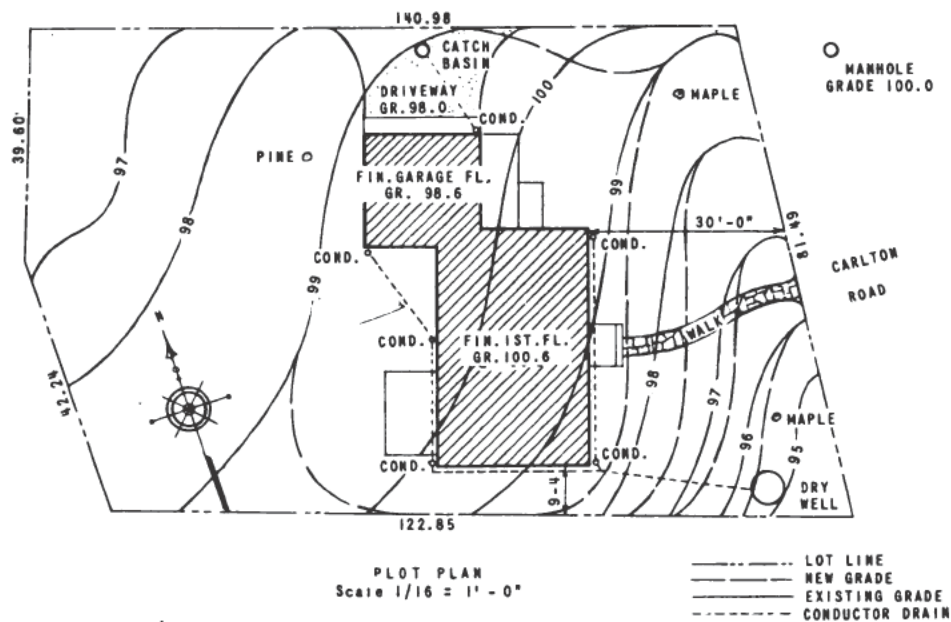 140.98
CATCH
BASIN
MANHOLE
GRADE 100.0
DRIVEWAY
GR.98.0
COND.
100
MAPLE
39.60
97
PINE
FIN.GARAGE FL.
GR. 98.6
98
99
30'-0"
COND.
COND.
81.49
CARLTON
ROAD
99
N
WALK
COND.
FIN.1ST.FL.
GR.100.6
98
97
42.24
MAPLE
96
95
COND.
COND.
9-4
DRY
WELL
122.85
PLOT PLAN
Scale 1/16 = 1'-0"
LOT LINE
NEW GRADE
EXISTING GRADE
CONDUCTOR DRAIN